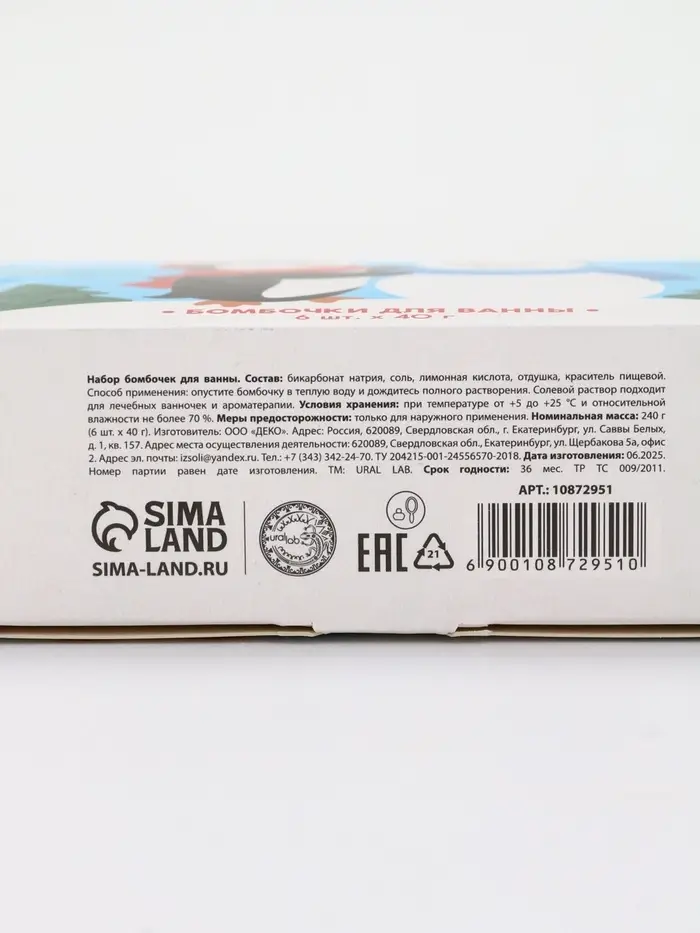 • БОМБОЧКИ ДЛЯ ВАННЫ •
6 шт. х 40 г
Набор бомбочек для ванны. Состав: бикарбонат натрия, соль, лимонная кислота, отдушка, краситель пищевой.
Способ применения: опустите бомбочку в теплую воду и дождитесь полного растворения. Солевой раствор подходит
для лечебных ванночек и ароматерапии. Условия хранения: при температуре от +5 до +25 °С и относительной
влажности не более 70 %. Меры предосторожности: только для наружного применения. Номинальная масса: 240 г
(6 шт. х 40 г). Изготовитель: ООО «ДЕКО». Адрес: Россия, 620089, Свердловская обл., г. Екатеринбург, ул. Саввы Белых,
д. 1, кв. 157. Адрес места осуществления деятельности: 620089, Свердловская обл., Екатеринбург, ул. Щербакова 5а, офис
2. Адрес эл. почты: izsoli@yandex.ru. Тел.: +7 (343) 342-24-70. ТУ 204215-001-24556570-2018. Дата изготовления: 06.2025.
Номер партии равен дате изготовления. ТМ: URAL LAB. Срок годности: 36 мес. ТР ТС 009/2011.
АРТ.: 10872951
SIMA
LAND
SIMA-LAND.RU
ural lab
EAC
21
6 900108 729510